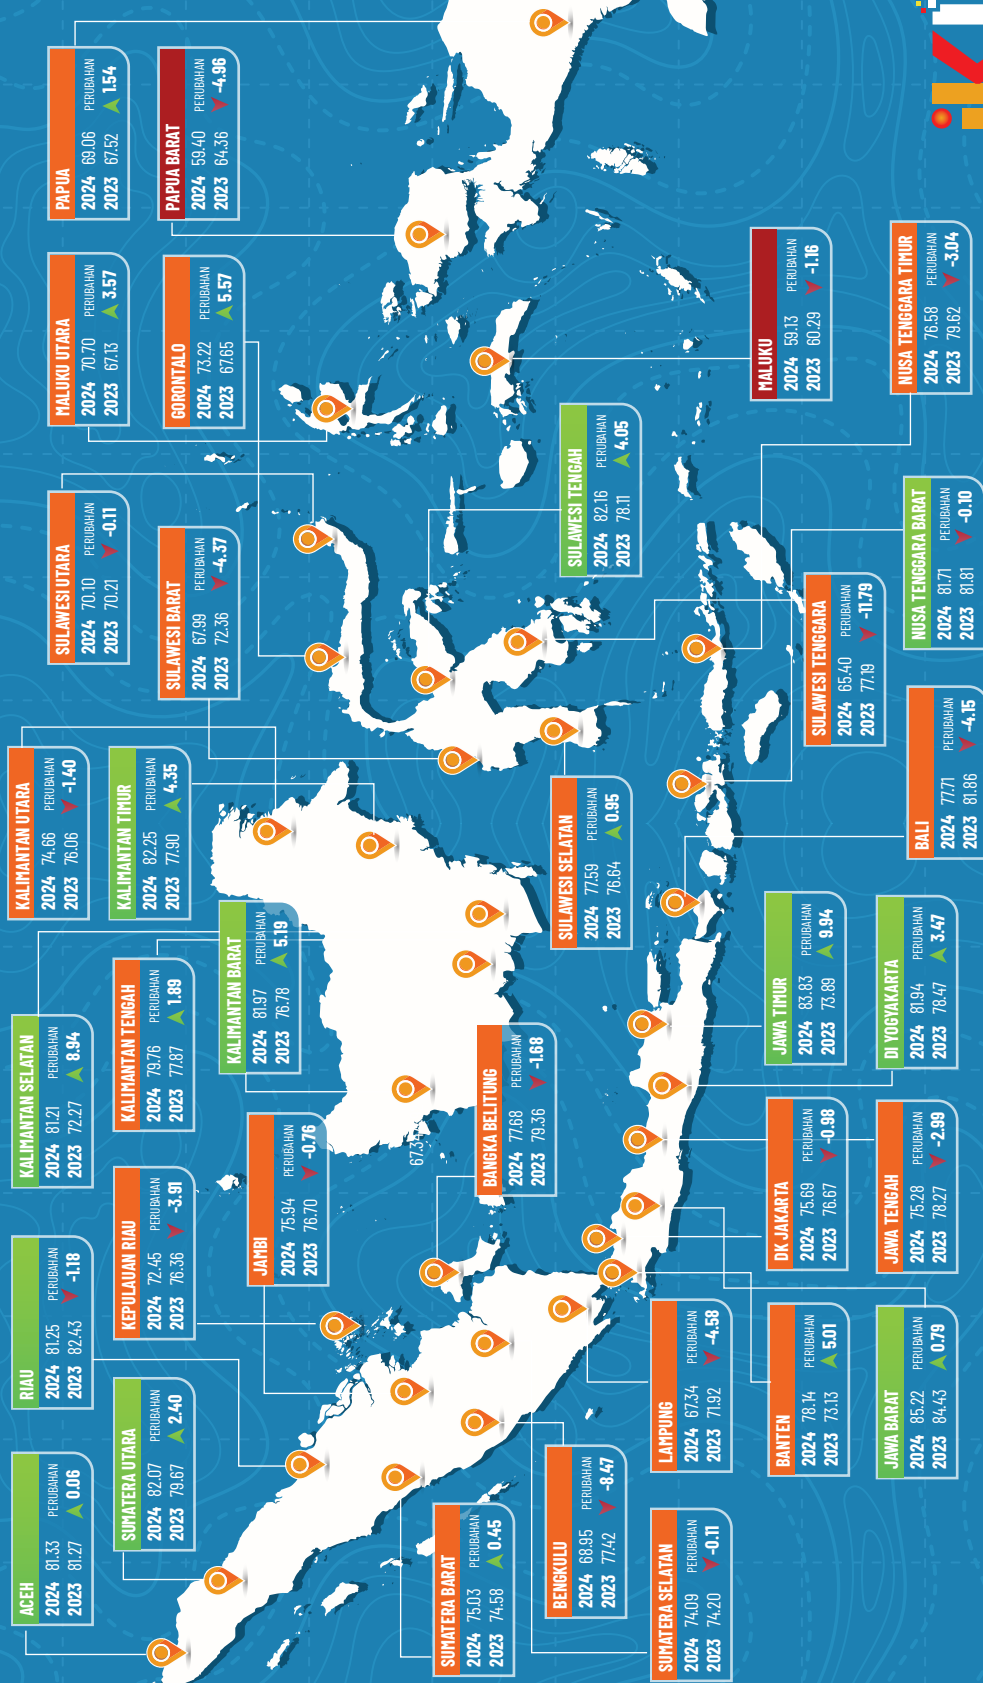 ACEH
2024 81.33 PERUBAHAN
2023 81.27 0.06
SUMATERA UTARA
2024 82.07 PERUBAHAN
2023 79.67 2.40
RIAU
2024 81.25 PERUBAHAN
2023 82.43 -1.18
KEPULAUAN RIAU
2024 72.45 PERUBAHAN
2023 76.36 -3.91
JAMBI
2024 75.94 PERUBAHAN
2023 76.70 -0.76
KALIMANTAN SELATAN
2024 81.21 PERUBAHAN
2023 72.27 8.94
KALIMANTAN TENGAH
2024 79.76 PERUBAHAN
2023 77.87 1.89
KALIMANTAN BARAT
2024 81.97 PERUBAHAN
2023 76.78 5.19
KALIMANTAN UTARA
2024 74.66 PERUBAHAN
2023 76.06 -1.40
KALIMANTAN TIMUR
2024 82.25 PERUBAHAN
2023 77.90 4.35
SULAWESI UTARA
2024 70.10 PERUBAHAN
2023 70.21 -0.11
SULAWESI BARAT
2024 67.99 PERUBAHAN
2023 72.36 -4.37
MALUKU UTARA
2024 70.70 PERUBAHAN
2023 67.13 3.57
GORONTALO
2024 73.22 PERUBAHAN
2023 67.65 5.57
PAPUA
2024 69.06 PERUBAHAN
2023 67.52 1.54
PAPUA BARAT
2024 59.40 PERUBAHAN
2023 64.36 -4.96
SUMATERA BARAT
2024 75.03 PERUBAHAN
2023 74.58 0.45
BENGKULU
2024 68.95 PERUBAHAN
2023 77.42 -8.47
SUMATERA SELATAN
2024 74.09 PERUBAHAN
2023 74.20 -0.11
LAMPUNG
2024 67.34 PERUBAHAN
2023 71.92 -4.58
BANTEN
2024 78.14 PERUBAHAN
2023 73.13 5.01
JAWA BARAT
2024 85.22 PERUBAHAN
2023 84.43 0.79
67.34
BANGKA BELITUNG
2024 77.68 PERUBAHAN
2023 79.36 -1.68
DK JAKARTA
2024 75.69 PERUBAHAN
2023 76.67 -0.98
JAWA TENGAH
2024 75.28 PERUBAHAN
2023 78.27 -2.99
JAWA TIMUR
2024 83.83 PERUBAHAN
2023 73.89 9.94
DI YOGYAKARTA
2024 81.94 PERUBAHAN
2023 78.47 3.47
SULAWESI SELATAN
2024 77.59 PERUBAHAN
2023 76.64 0.95
BALI
2024 77.71 PERUBAHAN
2023 81.86 -4.15
SULAWESI TENGGARA
2024 65.40 PERUBAHAN
2023 77.19 -11.79
SULAWESI TENGAH
2024 82.16 PERUBAHAN
2023 78.11 4.05
NUSA TENGGARA BARAT
2024 81.71 PERUBAHAN
2023 81.81 -0.10
MALUKU
2024 59.13 PERUBAHAN
2023 60.29 -1.16
NUSA TENGGARA TIMUR
2024 76.58 PERUBAHAN
2023 79.62 -3.04